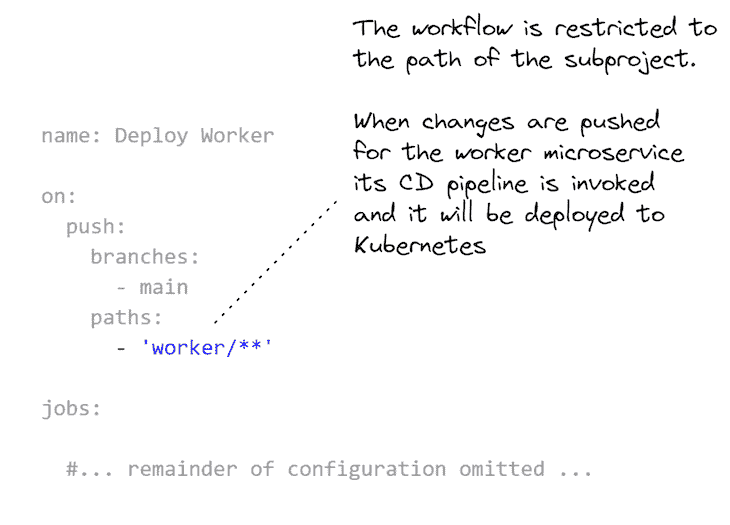 The workflow is restricted to
the path of the subproject.
When changes are pushed
for the worker microservice
its CD pipeline is invoked
and it will be deployed to
Kubernetes
name: Deploy Worker
on:
push:
branches:
- main
paths:
- 'worker/**'
jobs:
#... remainder of configuration omitted ...